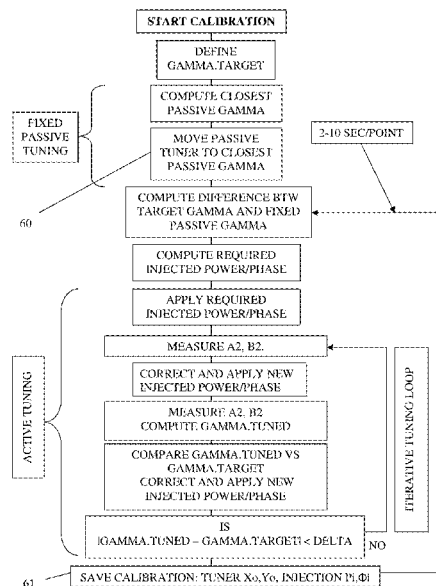 START CALIBRATION
DEFINE
GAMMA.TARGET
COMPUTE CLOSEST
PASSIVE GAMMA
FIXED
PASSIVE
TUNING
MOVE PASSIVE
TUNER TO CLOSEST
PASSIVE GAMMA
2-10 SEC/POINT
60
COMPUTE DIFFERENCE BTW
TARGET GAMMA AND FIXED
PASSIVE GAMMA
COMPUTE REQUIRED
INJECTED POWER/PHASE
APPLY REQUIRED
INJECTED POWER/PHASE
ACTIVE TUNING
MEASURE A2, B2.
CORRECT AND APPLY NEW
INJECTED POWER/PHASE
MEASURE A2, B2
COMPUTE GAMMA.TUNED
ITERATIVE TUNING LOOP
COMPARE GAMMA.TUNED VS
GAMMA.TARGET
CORRECT AND APPLY NEW
INJECTED POWER/PHASE
IS
|GAMMA.TUNED – GAMMA.TARGET| < DELTA
NO
61
SAVE CALIBRATION: TUNER Xo,Yo, INJECTION Pi,Φi